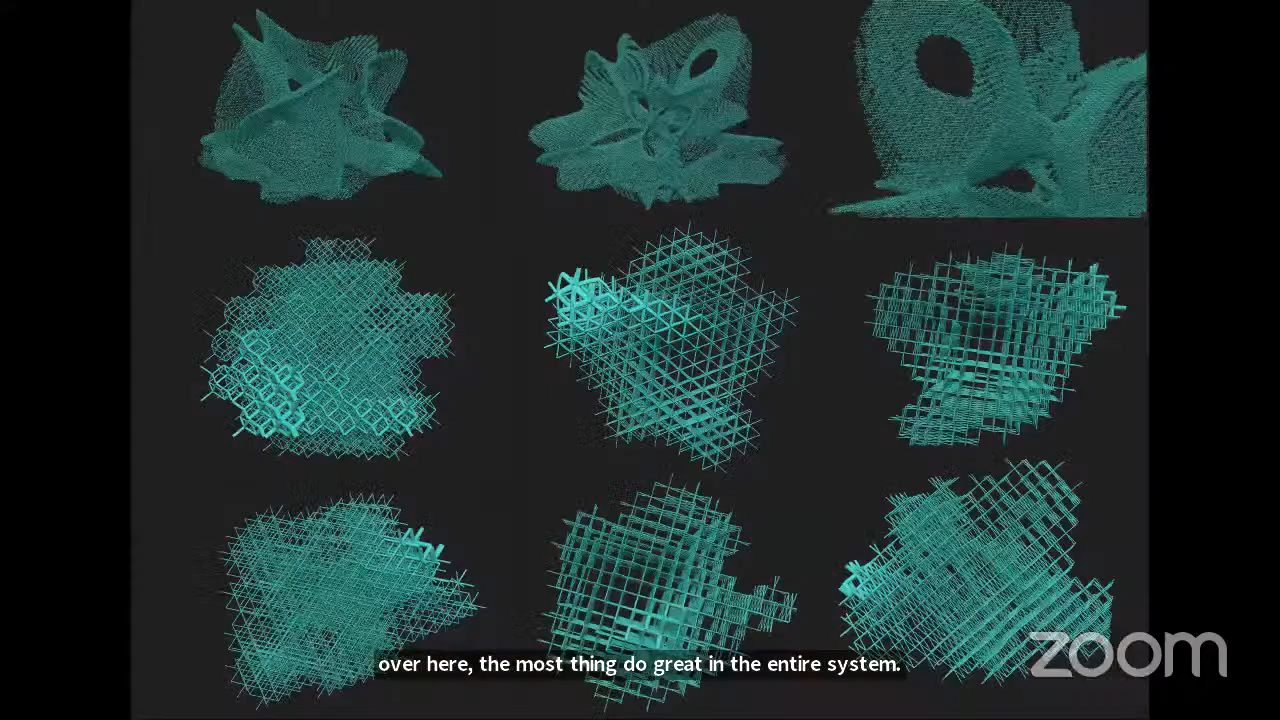 over here, the most thing do great in the entire system.
zoom